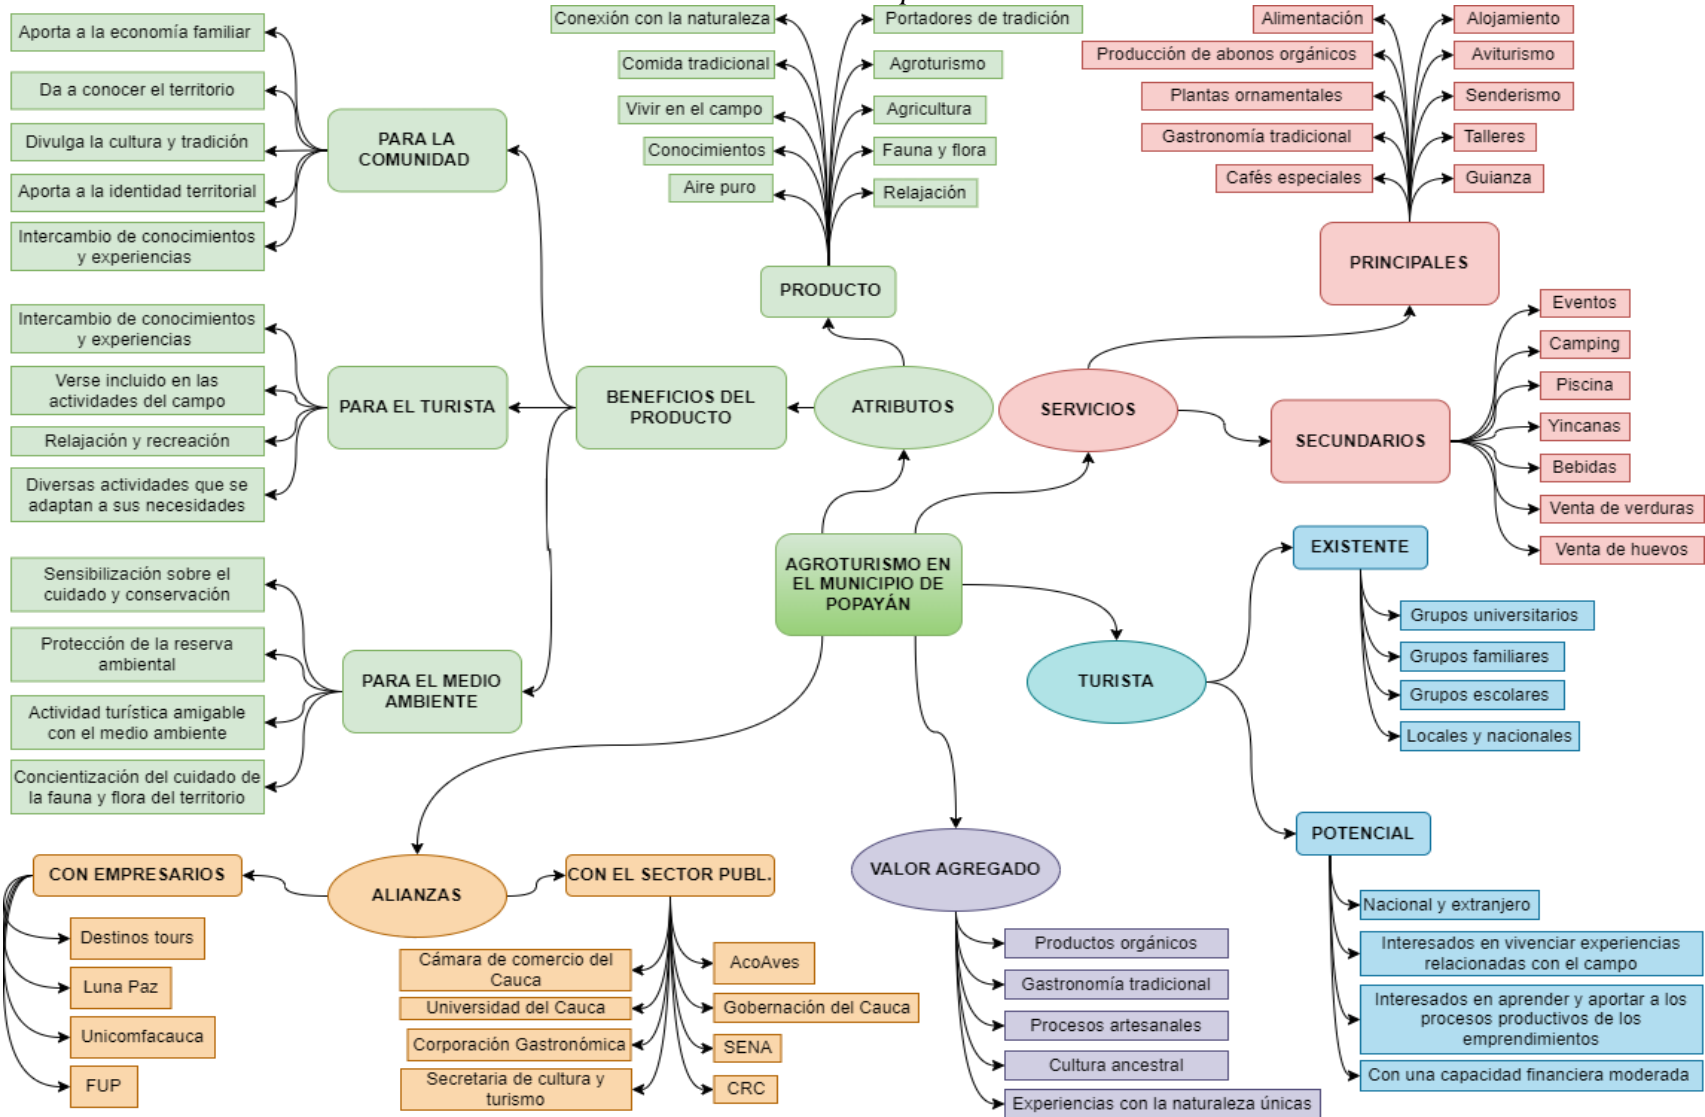 Aporta a la economía familiar
Da a conocer el territorio
Divulga la cultura y tradición
Aporta a la identidad territorial
Intercambio de conocimientos
y experiencias
PARA LA
COMUNIDAD
Intercambio de conocimientos
y experiencias
Verse incluido en las
actividades del campo
Relajación y recreación
Diversas actividades que se
adaptan a sus necesidades
PARA EL TURISTA
Sensibilización sobre el
cuidado y conservación
Protección de la reserva
ambiental
Actividad turística amigable
con el medio ambiente
Concientización del cuidado de
la fauna y flora del territorio
PARA EL MEDIO
AMBIENTE
BENEFICIOS DEL
PRODUCTO
ATRIBUTOS
PRODUCTO
Conexión con la naturaleza
Comida tradicional
Vivir en el campo
Conocimientos
Aire puro
Portadores de tradición
Agroturismo
Agricultura
Fauna y flora
Relajación
SERVICIOS
PRINCIPALES
Alimentación
Producción de abonos orgánicos
Plantas ornamentales
Gastronomía tradicional
Cafés especiales
Alojamiento
Aviturismo
Senderismo
Talleres
Guianza
SECUNDARIOS
Eventos
Camping
Piscina
Yincanas
Bebidas
Venta de verduras
Venta de huevos
AGROTURISMO EN
EL MUNICIPIO DE
POPAYÁN
TURISTA
EXISTENTE
Grupos universitarios
Grupos familiares
Grupos escolares
Locales y nacionales
POTENCIAL
Nacional y extranjero
Interesados en vivenciar experiencias
relacionadas con el campo
Interesados en aprender y aportar a los
procesos productivos de los
emprendimientos
Con una capacidad financiera moderada
VALOR AGREGADO
Productos orgánicos
Gastronomía tradicional
Procesos artesanales
Cultura ancestral
Experiencias con la naturaleza únicas
ALIANZAS
CON EMPRESARIOS
Destinos tours
Luna Paz
Unicomfacauca
FUP
CON EL SECTOR PUBL.
Cámara de comercio del
Cauca
Universidad del Cauca
Corporación Gastronómica
Secretaria de cultura y
turismo
AcoAves
Gobernación del Cauca
SENA
CRC